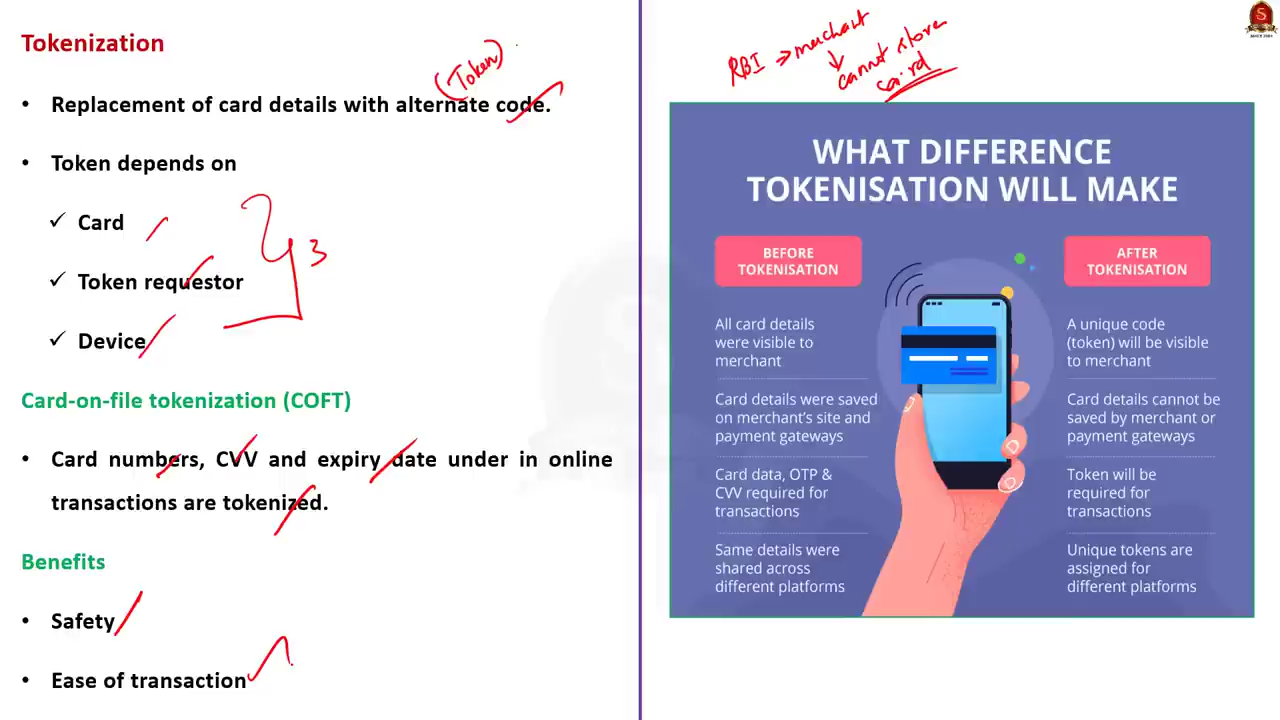 Tokenization
(Token)
• Replacement of card details with alternate code.
• Token depends on
✓ Card
✓ Token requestor
3
✓ Device
Card-on-file tokenization (COFT)
• Card numbers, CVV and expiry date under in online
transactions are tokenized.
Benefits
• Safety
• Ease of transaction
RBI => merchant
cannot store
card
S
SINCE 2004
WHAT DIFFERENCE
TOKENISATION WILL MAKE
BEFORE
TOKENISATION
All card details
were visible to
merchant
Card details were saved
on merchant's site and
payment gateways
Card data, OTP &
CVV required for
transactions
Same details were
shared across
different platforms
AFTER
TOKENISATION
A unique code
(token) will be visible
to merchant
Card details cannot be
saved by merchant or
payment gateways
Token will be
required for
transactions
Unique tokens are
assigned for
different platforms